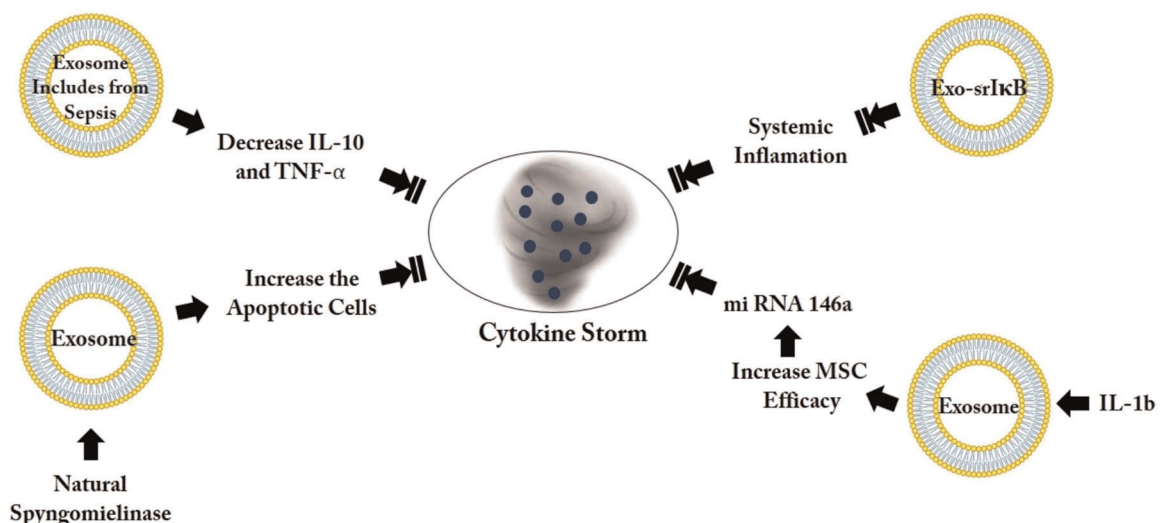 Exosome
Includes from
Sepsis
Decrease IL-10
and TNF-α
Exo-srIκB
Systemic
Inflamation
Increase the
Apoptotic Cells
Exosome
Natural
Spyngomielinase
Cytokine Storm
mi RNA 146a
Increase MSC
Efficacy
Exosome
IL-1b